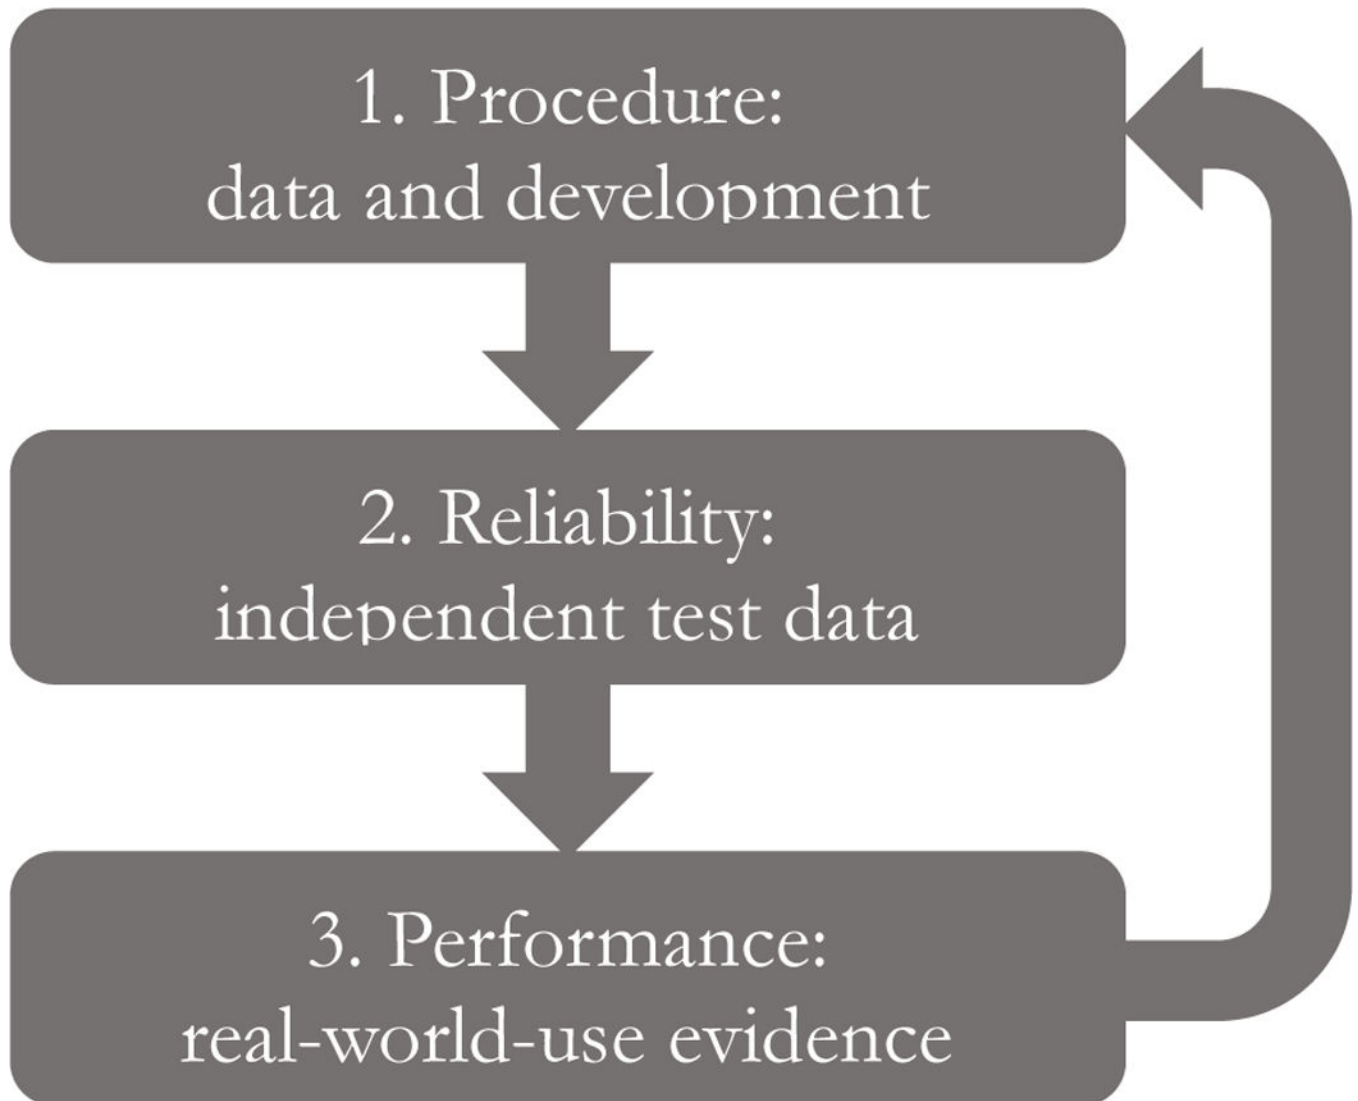 1. Procedure:
data and development
2. Reliability:
independent test data
3. Performance:
real-world-use evidence